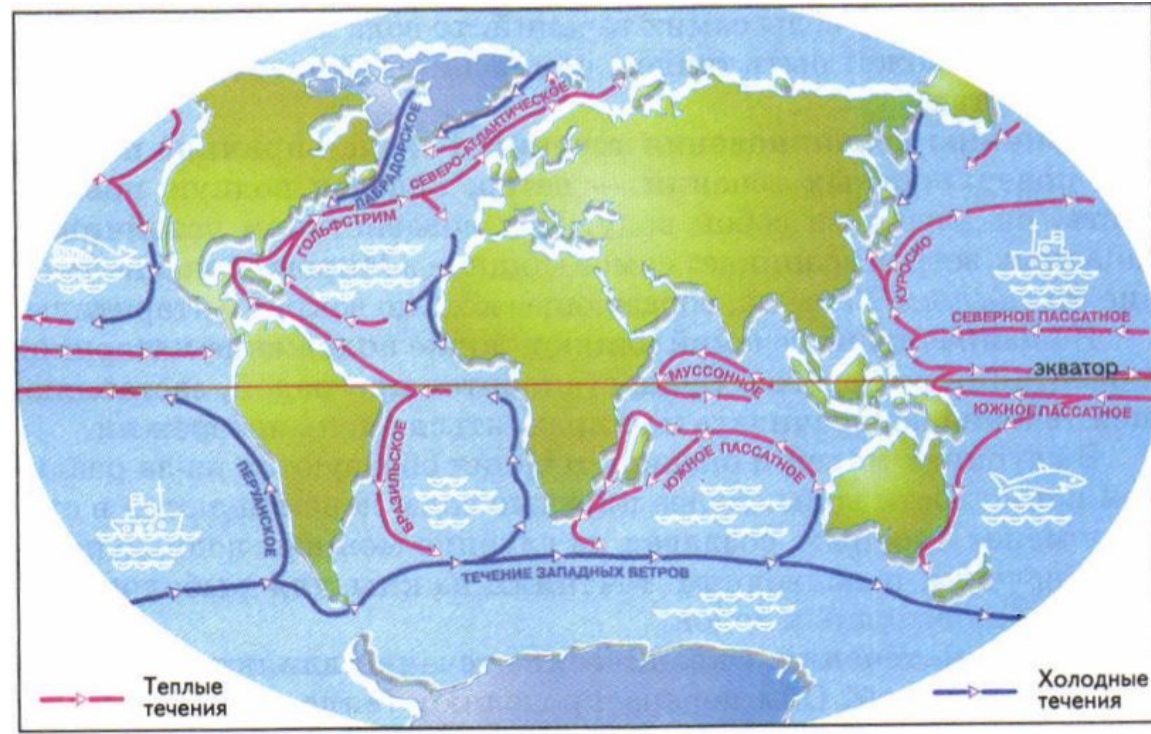 ЛАБРАДОРСКОЕ
СЕВЕРО-АТЛАНТИЧЕСКОЕ
ГОЛЬФСТРИМ
КУРОСИО
СЕВЕРНОЕ ПАССАТНОЕ
ЭКВАТОР
МУССОННОЕ
ЮЖНОЕ ПАССАТНОЕ
ЮЖНОЕ ПАССАТНОЕ
ПЕРУАНСКОЕ
БРАЗИЛЬСКОЕ
ТЕЧЕНИЕ ЗАПАДНЫХ ВЕТРОВ
Теплые
течения
Холодные
течения